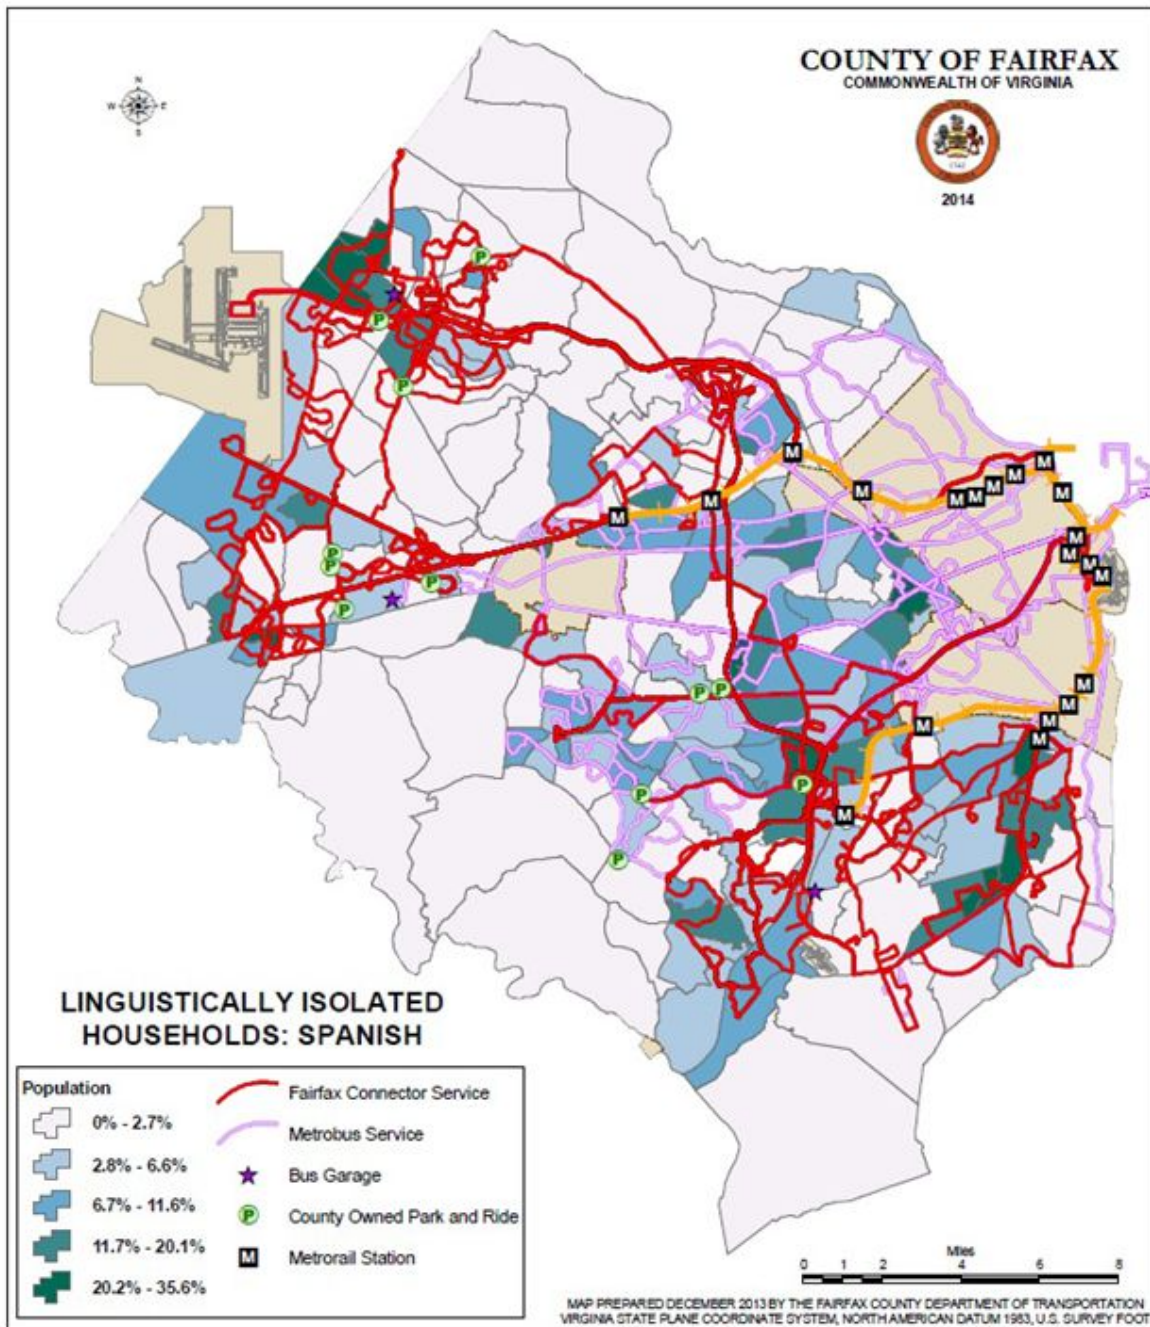 COUNTY OF FAIRFAX
COMMONWEALTH OF VIRGINIA
2014
N
W
E
S
P
P
P
M
M
M
M
M
M
M
M
M
M
M
M
M
M
P
P
P
P
P
P
M
M
M
M
M
P
P
M
P
LINGUISTICALLY ISOLATED
HOUSEHOLDS: SPANISH
Population
0% - 2.7%
2.8% - 6.6%
6.7% - 11.6%
11.7% - 20.1%
20.2% - 35.6%
Fairfax Connector Service
Metrobus Service
Bus Garage
P County Owned Park and Ride
M Metrorail Station
Miles
0 1 2 4 6 8
MAP PREPARED DECEMBER 2013 BY THE FAIRFAX COUNTY DEPARTMENT OF TRANSPORTATION
VIRGINIA STATE PLANE COORDINATE SYSTEM, NORTH AMERICAN DATUM 1983, U.S. SURVEY FOOT